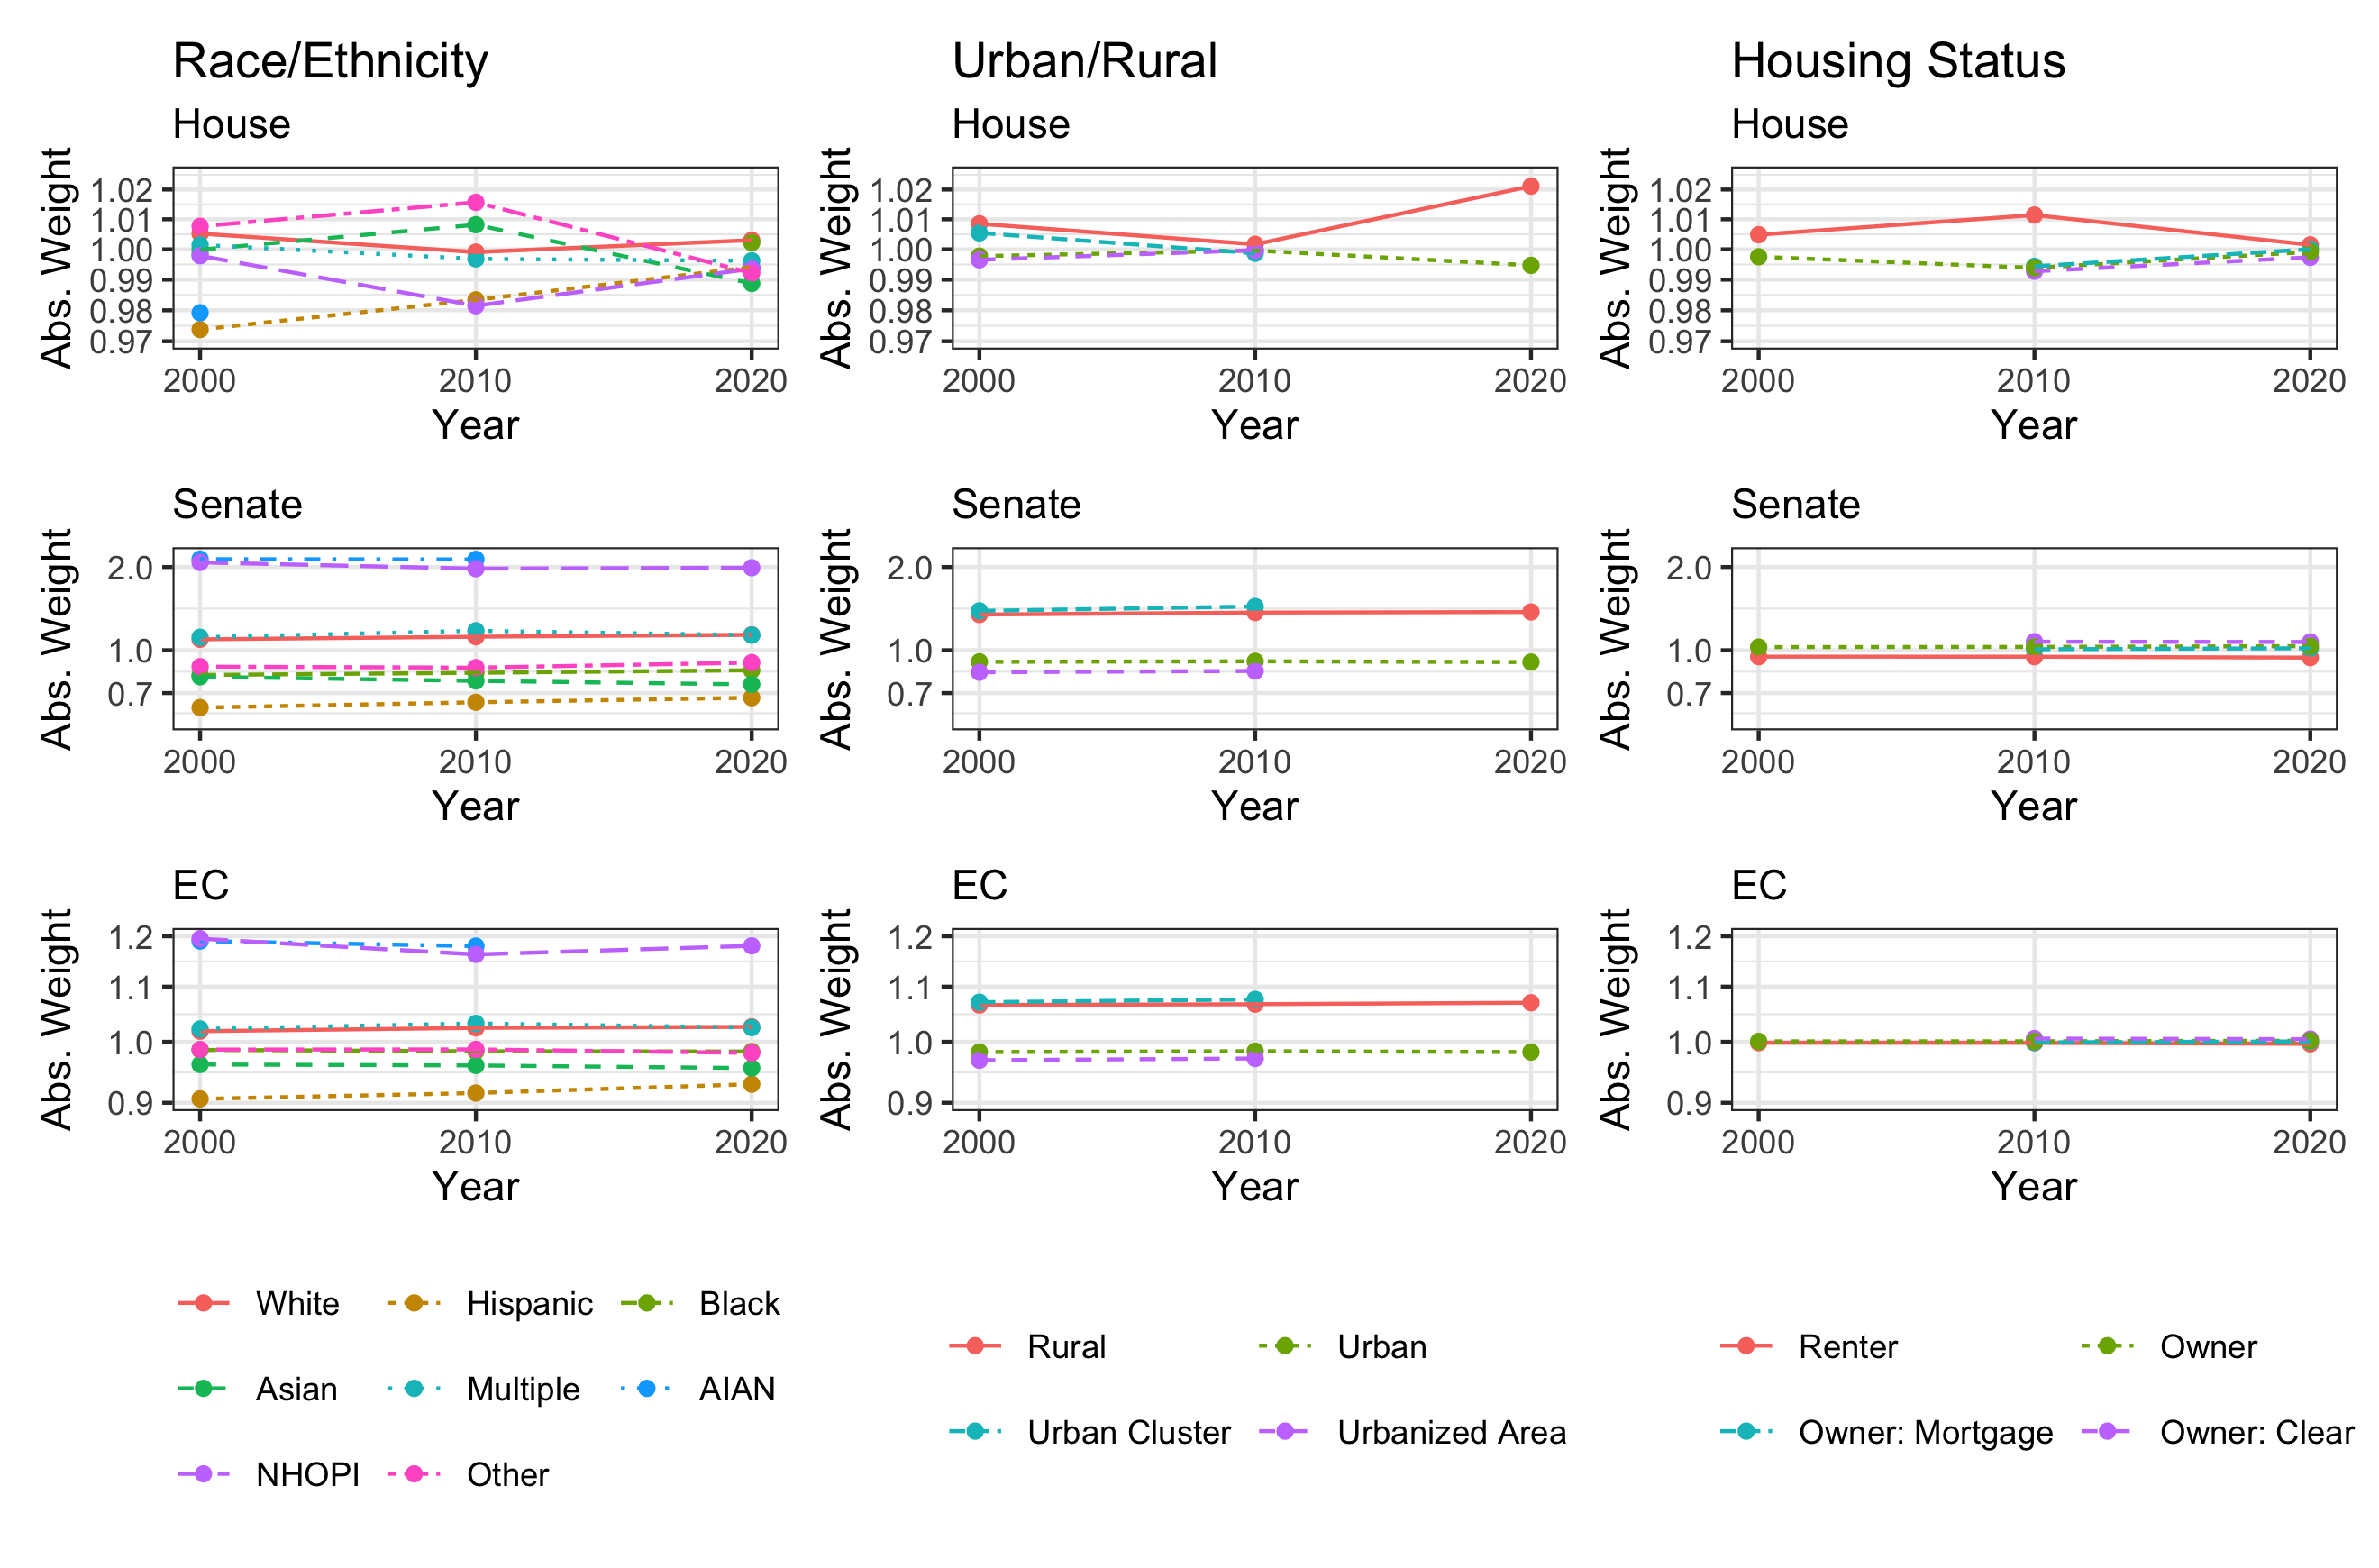 Race/Ethnicity
House
Abs. Weight
1.02
1.01
1.00
0.99
0.98
0.97
2000 2010 2020
Year
Senate
Abs. Weight
2.0
1.0
0.7
2000 2010 2020
Year
EC
Abs. Weight
1.2
1.1
1.0
0.9
2000 2010 2020
Year
White Hispanic Black
Asian Multiple AIAN
NHOPI Other
Urban/Rural
House
Abs. Weight
1.02
1.01
1.00
0.99
0.98
0.97
2000 2010 2020
Year
Senate
Abs. Weight
2.0
1.0
0.7
2000 2010 2020
Year
EC
Abs. Weight
1.2
1.1
1.0
0.9
2000 2010 2020
Year
Rural Urban
Urban Cluster Urbanized Area
Housing Status
House
Abs. Weight
1.02
1.01
1.00
0.99
0.98
0.97
2000 2010 2020
Year
Senate
Abs. Weight
2.0
1.0
0.7
2000 2010 2020
Year
EC
Abs. Weight
1.2
1.1
1.0
0.9
2000 2010 2020
Year
Renter Owner
Owner: Mortgage Owner: Clear